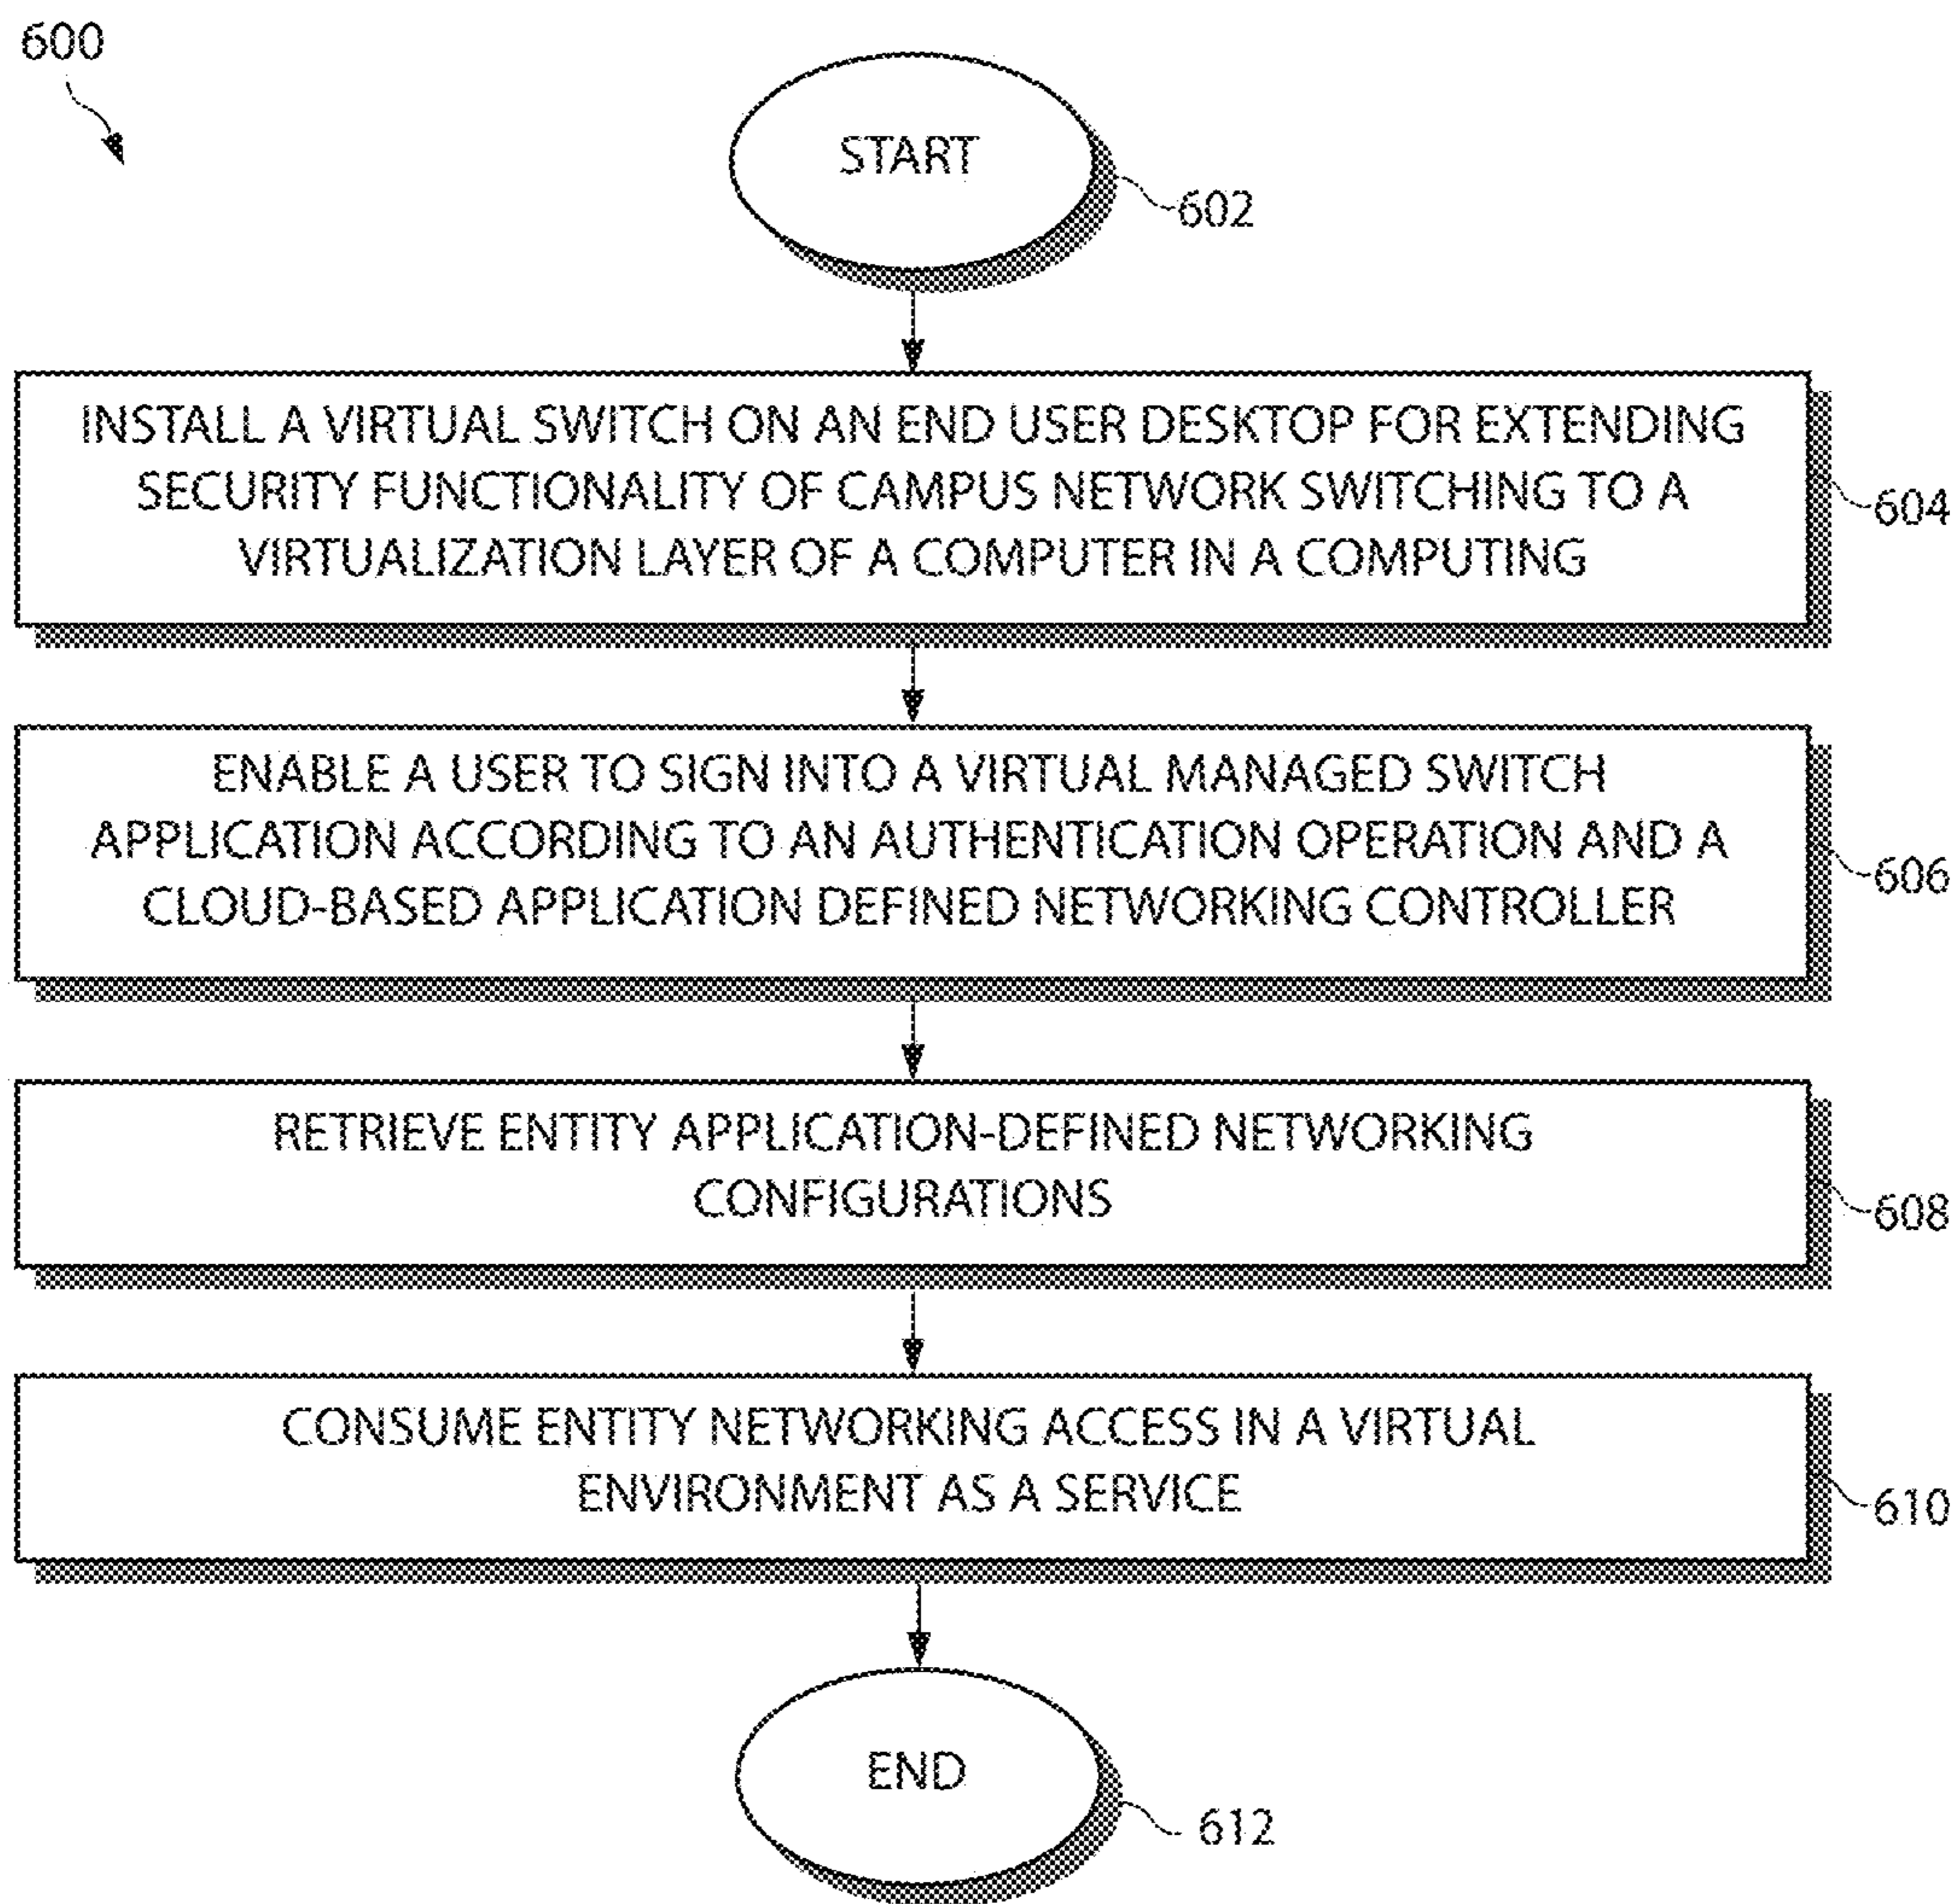 600
START
602
INSTALL A VIRTUAL SWITCH ON AN END USER DESKTOP FOR EXTENDING
SECURITY FUNCTIONALITY OF CAMPUS NETWORK SWITCHING TO A
VIRTUALIZATION LAYER OF A COMPUTER IN A COMPUTING
604
ENABLE A USER TO SIGN INTO A VIRTUAL MANAGED SWITCH
APPLICATION ACCORDING TO AN AUTHENTICATION OPERATION AND A
CLOUD-BASED APPLICATION DEFINED NETWORKING CONTROLLER
606
RETRIEVE ENTITY APPLICATION-DEFINED NETWORKING
CONFIGURATIONS
608
CONSUME ENTITY NETWORKING ACCESS IN A VIRTUAL
ENVIRONMENT AS A SERVICE
610
END
612